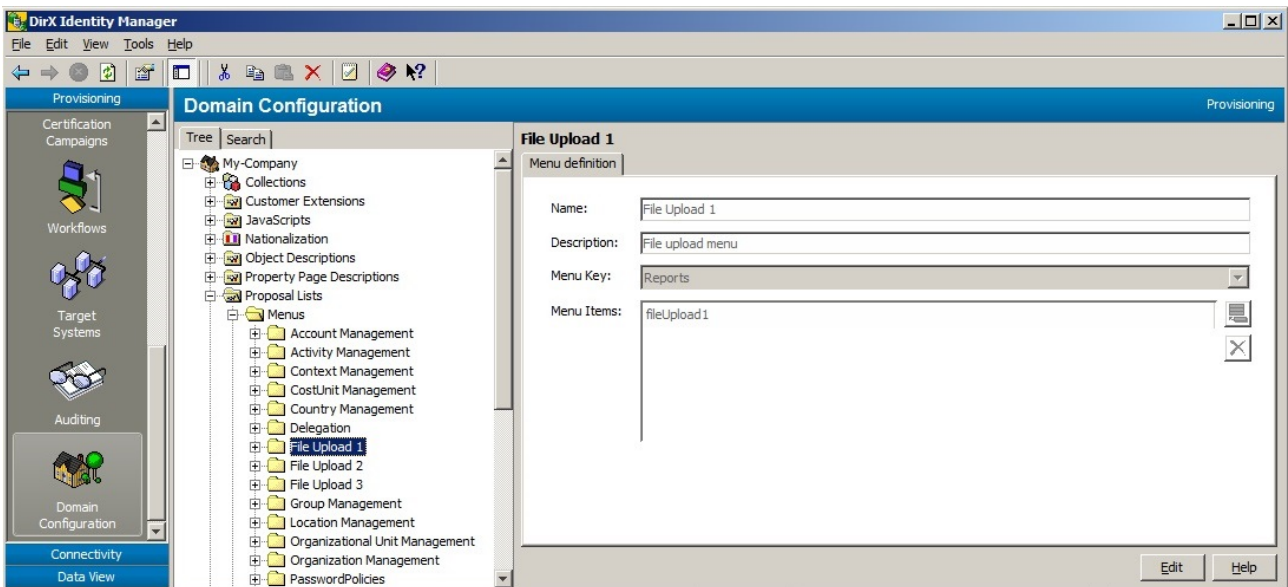 DirX Identity Manager
File Edit View Tools Help
Provisioning
Certification
Campaigns
Workflows
Target
Systems
Auditing
Domain
Configuration
Connectivity
Data View
Domain Configuration
Provisioning
Tree Search
My-Company
Collections
Customer Extensions
JavaScripts
Nationalization
Object Descriptions
Property Page Descriptions
Proposal Lists
Menus
Account Management
Activity Management
Context Management
CostUnit Management
Country Management
Delegation
File Upload 1
File Upload 2
File Upload 3
Group Management
Location Management
Organizational Unit Management
Organization Management
PasswordPolicies
File Upload 1
Menu definition
Name: File Upload 1
Description: File upload menu
Menu Key: Reports
Menu Items: fileUpload1
Edit Help